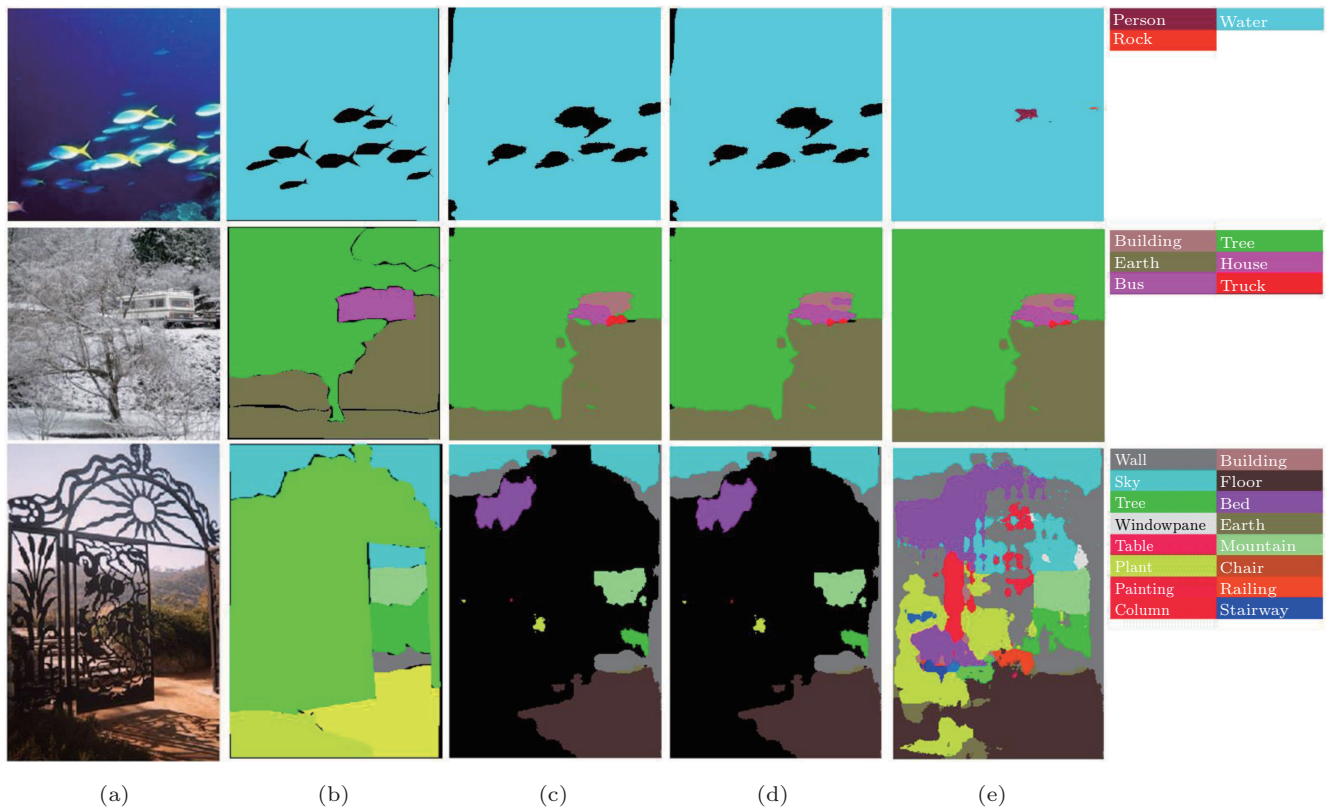 Person Water
Rock
Building Tree
Earth House
Bus Truck
Wall Building
Sky Floor
Tree Bed
Windowpane Earth
Table Mountain
Plant Chair
Painting Railing
Column Stairway
(a) (b) (c) (d) (e)